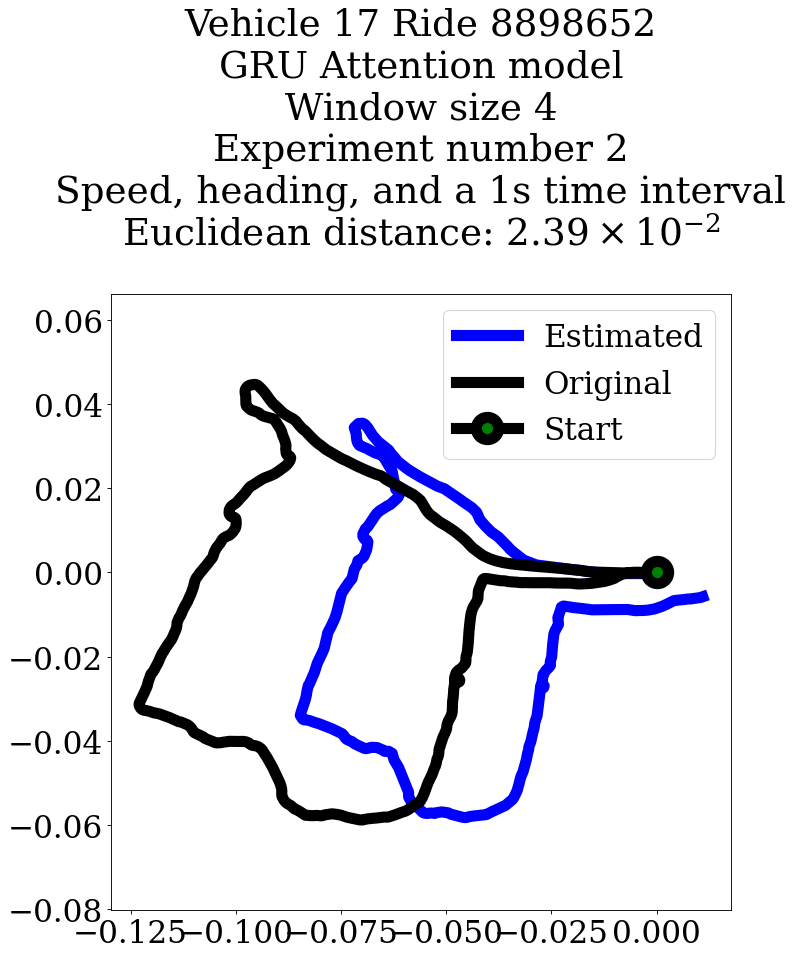 Vehicle 17 Ride 8898652
GRU Attention model
Window size 4
Experiment number 2
Speed, heading, and a 1s time interval
Euclidean distance: 2.39 × 10⁻²
Estimated
Original
Start
0.06
0.04
0.02
0.00
−0.02
−0.04
−0.06
−0.08
−0.125 −0.100 −0.075 −0.050 −0.025 0.000